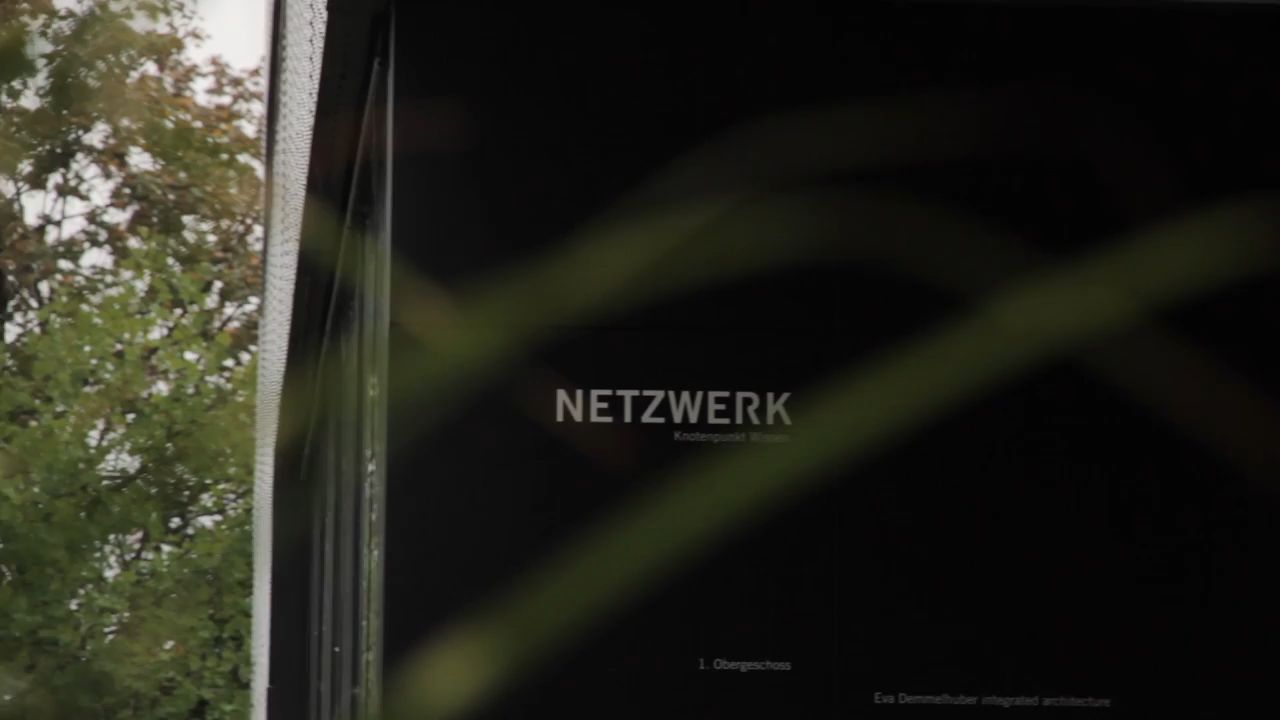 NETZWERK
Knotenpunkt Wissen
1. Obergeschoss
Eva Demmelhuber integrated architecture